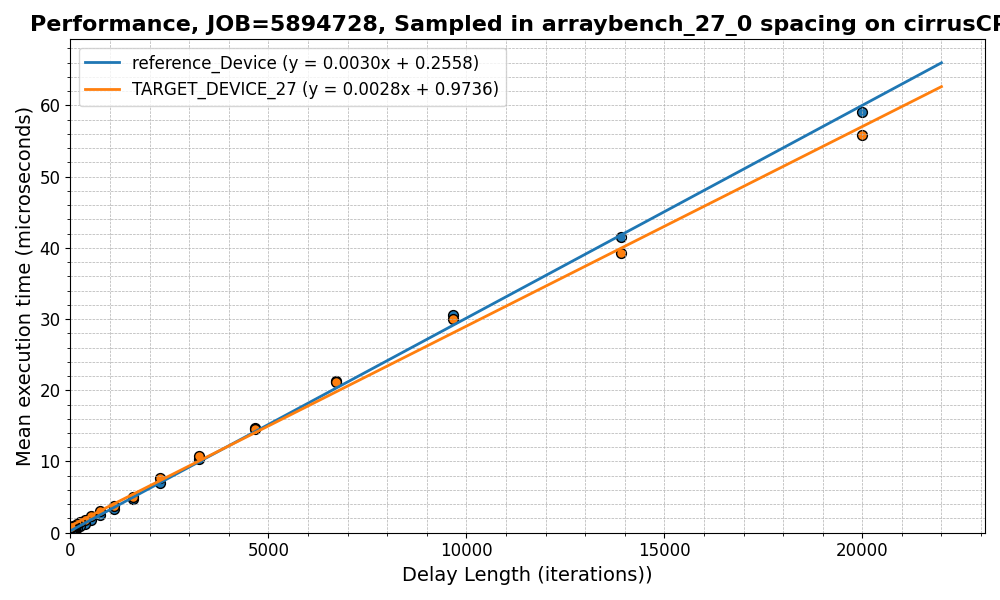 Performance, JOB=5894728, Sampled in arraybench_27_0 spacing on cirrusCP
reference_Device (y = 0.0030x + 0.2558)
TARGET_DEVICE_27 (y = 0.0028x + 0.9736)
Mean execution time (microseconds)
60
50
40
30
20
10
0
0 5000 10000 15000 20000
Delay Length (iterations))